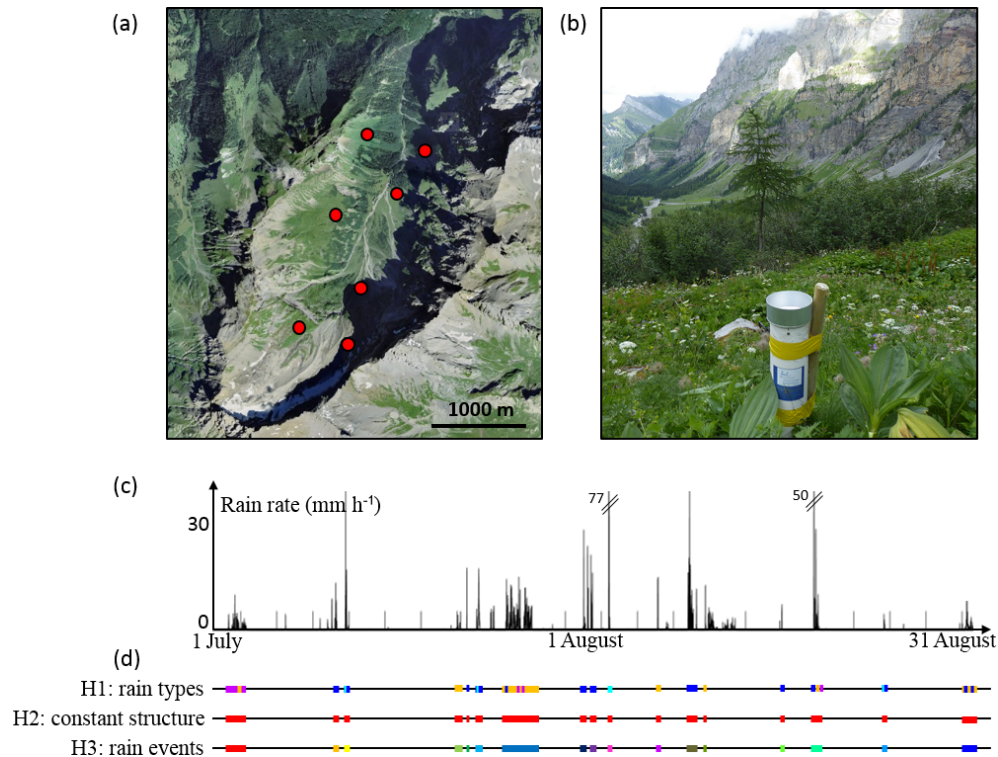 (a)
(b)
1000 m
(c)
Rain rate (mm h-1)
77
50
30
0
1 July
1 August
31 August
(d)
H1: rain types
H2: constant structure
H3: rain events